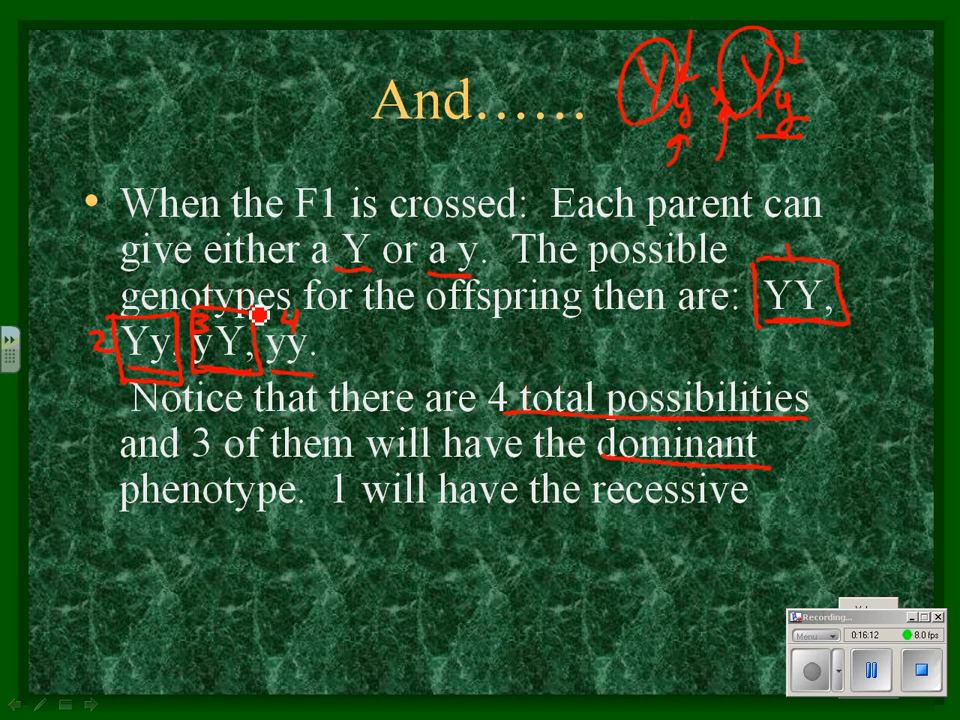 And……
Yy x Yy
• When the F1 is crossed: Each parent can
give either a Y or a y. The possible
genotypes for the offspring then are: YY,
Yy, yY, yy.
1
2
3
4
Notice that there are 4 total possibilities
and 3 of them will have the dominant
phenotype. 1 will have the recessive
Recording...
Menu 0:16:12 8.0 fps